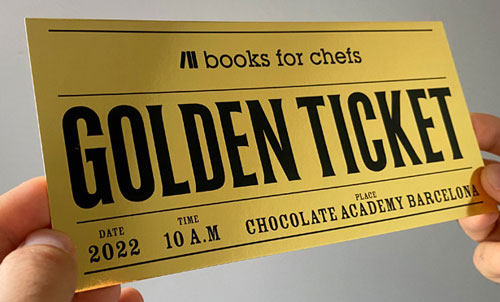 books for chefs
GOLDEN TICKET
DATE TIME PLACE
2022 10 A.M CHOCOLATE ACADEMY BARCELONA